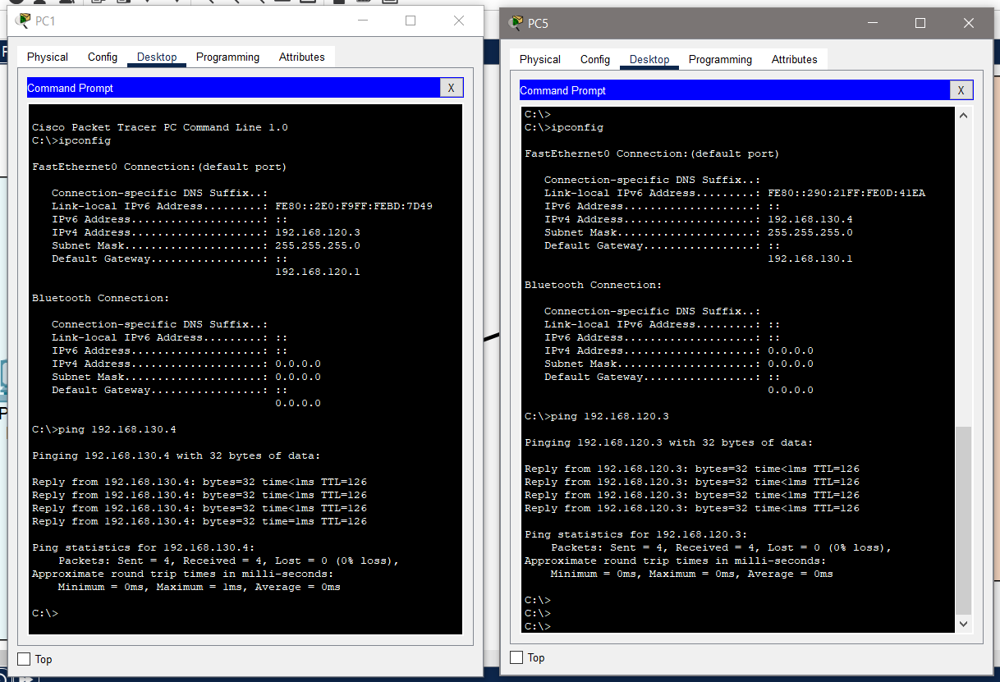 PC1
Physical Config Desktop Programming Attributes
Command Prompt X
Cisco Packet Tracer PC Command Line 1.0
C:\>ipconfig
FastEthernet0 Connection:(default port)
Connection-specific DNS Suffix..:
Link-local IPv6 Address.........: FE80::2E0:F9FF:FEBD:7D49
IPv6 Address....................: ::
IPv4 Address....................: 192.168.120.3
Subnet Mask.....................: 255.255.255.0
Default Gateway.................: ::
192.168.120.1
Bluetooth Connection:
Connection-specific DNS Suffix..:
Link-local IPv6 Address.........: ::
IPv6 Address....................: ::
IPv4 Address....................: 0.0.0.0
Subnet Mask.....................: 0.0.0.0
Default Gateway.................: ::
0.0.0.0
C:\>ping 192.168.130.4
Pinging 192.168.130.4 with 32 bytes of data:
Reply from 192.168.130.4: bytes=32 time<1ms TTL=126
Reply from 192.168.130.4: bytes=32 time<1ms TTL=126
Reply from 192.168.130.4: bytes=32 time<1ms TTL=126
Reply from 192.168.130.4: bytes=32 time=1ms TTL=126
Ping statistics for 192.168.130.4:
Packets: Sent = 4, Received = 4, Lost = 0 (0% loss),
Approximate round trip times in milli-seconds:
Minimum = 0ms, Maximum = 1ms, Average = 0ms
C:\>
Top
PC5
Physical Config Desktop Programming Attributes
Command Prompt X
C:\>
C:\>ipconfig
FastEthernet0 Connection:(default port)
Connection-specific DNS Suffix..:
Link-local IPv6 Address.........: FE80::290:21FF:FE0D:41EA
IPv6 Address....................: ::
IPv4 Address....................: 192.168.130.4
Subnet Mask.....................: 255.255.255.0
Default Gateway.................: ::
192.168.130.1
Bluetooth Connection:
Connection-specific DNS Suffix..:
Link-local IPv6 Address.........: ::
IPv6 Address....................: ::
IPv4 Address....................: 0.0.0.0
Subnet Mask.....................: 0.0.0.0
Default Gateway.................: ::
0.0.0.0
C:\>ping 192.168.120.3
Pinging 192.168.120.3 with 32 bytes of data:
Reply from 192.168.120.3: bytes=32 time<1ms TTL=126
Reply from 192.168.120.3: bytes=32 time<1ms TTL=126
Reply from 192.168.120.3: bytes=32 time<1ms TTL=126
Reply from 192.168.120.3: bytes=32 time<1ms TTL=126
Ping statistics for 192.168.120.3:
Packets: Sent = 4, Received = 4, Lost = 0 (0% loss),
Approximate round trip times in milli-seconds:
Minimum = 0ms, Maximum = 0ms, Average = 0ms
C:\>
C:\>
C:\>
Top